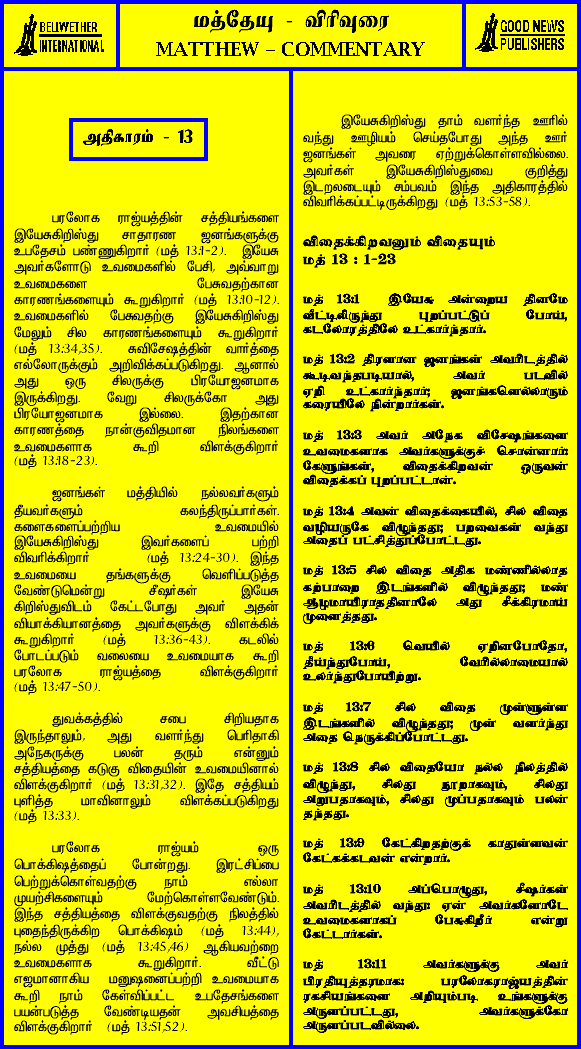 BELLWETHER
INTERNATIONAL
மத்தேயு - விரிவுரை
MATTHEW – COMMENTARY
GOOD NEWS
PUBLISHERS
அதிகாரம் - 13
பரலோக ராஜ்யத்தின் சத்தியங்களை
இயேசுகிறிஸ்து சாதாரண ஜனங்களுக்கு
உபதேசம் பண்ணுகிறார் (மத் 13:1-2). இயேசு
அவர்களோடு உவமைகளில் பேசி, அவ்வாறு
உவமைகளை பேசுவதற்கான
காரணங்களையும் கூறுகிறார் (மத் 13:10-12).
உவமைகளில் பேசுவதற்கு இயேசுகிறிஸ்து
மேலும் சில காரணங்களையும் கூறுகிறார்
(மத் 13:34,35). சுவிசேஷத்தின் வார்த்தை
எல்லோருக்கும் அறிவிக்கப்படுகிறது. ஆனால்
அது ஒரு சிலருக்கு பிரயோஜனமாக
இருக்கிறது. வேறு சிலருக்கோ அது
பிரயோஜனமாக இல்லை. இதற்கான
காரணத்தை நான்குவிதமான நிலங்களை
உவமைகளாக கூறி விளக்குகிறார்
(மத் 13:18-23).
ஜனங்கள் மத்தியில் நல்லவர்களும்
தீயவர்களும் கலந்திருப்பார்கள்.
களைகளைப்பற்றிய உவமையில்
இயேசுகிறிஸ்து இவர்களைப் பற்றி
விவரிக்கிறார் (மத் 13:24-30). இந்த
உவமையை தங்களுக்கு வெளிப்படுத்த
வேண்டுமென்று சீஷர்கள் இயேசு
கிறிஸ்துவிடம் கேட்டபோது அவர் அதன்
வியாக்கியானத்தை அவர்களுக்கு விளக்கிக்
கூறுகிறார் (மத் 13:36-43). கடலில்
போடப்படும் வலையை உவமையாக கூறி
பரலோக ராஜ்யத்தை விளக்குகிறார்
(மத் 13:47-50).
துவக்கத்தில் சபை சிறியதாக
இருந்தாலும், அது வளர்ந்து பெரிதாகி
அநேகருக்கு பலன் தரும் என்னும்
சத்தியத்தை கடுகு விதையின் உவமையினால்
விளக்குகிறார் (மத் 13:31,32). இதே சத்தியம்
புளித்த மாவினாலும் விளக்கப்படுகிறது
(மத் 13:33).
பரலோக ராஜ்யம் ஒரு
பொக்கிஷத்தைப் போன்றது. இரட்சிப்பை
பெற்றுக்கொள்வதற்கு நாம் எல்லா
முயற்சிகளையும் மேற்கொள்ளவேண்டும்.
இந்த சத்தியத்தை விளக்குவதற்கு நிலத்தில்
புதைந்திருக்கிற பொக்கிஷம் (மத் 13:44),
நல்ல முத்து (மத் 13:45,46) ஆகியவற்றை
உவமைகளாக கூறுகிறார். வீட்டு
எஜமானாகிய மனுஷனைப்பற்றி உவமையாக
கூறி நாம் கேள்விப்பட்ட உபதேசங்களை
பயன்படுத்த வேண்டியதன் அவசியத்தை
விளக்குகிறார் (மத் 13:51,52).
இயேசுகிறிஸ்து தாம் வளர்ந்த ஊரில்
வந்து ஊழியம் செய்தபோது அந்த ஊர்
ஜனங்கள் அவரை ஏற்றுக்கொள்ளவில்லை.
அவர்கள் இயேசுகிறிஸ்துவை குறித்து
இடறலடையும் சம்பவம் இந்த அதிகாரத்தில்
விவரிக்கப்பட்டிருக்கிறது (மத் 13:53-58).
விதைக்கிறவனும் விதையும்
மத் 13 : 1-23
மத் 13:1 இயேசு அன்றைய தினமே
வீட்டிலிருந்து புறப்பட்டுப் போய்,
கடலோரத்திலே உட்கார்ந்தார்.
மத் 13:2 திரளான ஜனங்கள் அவரிடத்தில்
கூடிவந்தபடியால், அவர் படவில்
ஏறி உட்கார்ந்தார்; ஜனங்களெல்லாரும்
கரையிலே நின்றார்கள்.
மத் 13:3 அவர் அநேக விசேஷங்களை
உவமைகளாக அவர்களுக்குச் சொன்னார்:
கேளுங்கள், விதைக்கிறவன் ஒருவன்
விதைக்கப் புறப்பட்டான்.
மத் 13:4 அவன் விதைக்கையில், சில விதை
வழியருகே விழுந்தது; பறவைகள் வந்து
அதைப் பட்சித்துப்போட்டது.
மத் 13:5 சில விதை அதிக மண்ணில்லாத
கற்பாறை இடங்களில் விழுந்தது; மண்
ஆழமாயிராததினாலே அது சீக்கிரமாய்
முளைத்தது.
மத் 13:6 வெயில் ஏறினபோதோ,
தீய்ந்துபோய், வேரில்லாமையால்
உலர்ந்துபோயிற்று.
மத் 13:7 சில விதை முள்ளுள்ள
இடங்களில் விழுந்தது; முள் வளர்ந்து
அதை நெருக்கிப்போட்டது.
மத் 13:8 சில விதையோ நல்ல நிலத்தில்
விழுந்து, சிலது நூறாகவும், சிலது
அறுபதாகவும், சிலது முப்பதாகவும் பலன்
தந்தது.
மத் 13:9 கேட்கிறதற்குக் காதுள்ளவன்
கேட்கக்கடவன் என்றார்.
மத் 13:10 அப்பொழுது, சீஷர்கள்
அவரிடத்தில் வந்து: ஏன் அவர்களோடே
உவமைகளாகப் பேசுகிறீர் என்று
கேட்டார்கள்.
மத் 13:11 அவர்களுக்கு அவர்
பிரதியுத்தரமாக: பரலோகராஜ்யத்தின்
ரகசியங்களை அறியும்படி உங்களுக்கு
அருளப்பட்டது, அவர்களுக்கோ
அருளப்படவில்லை.